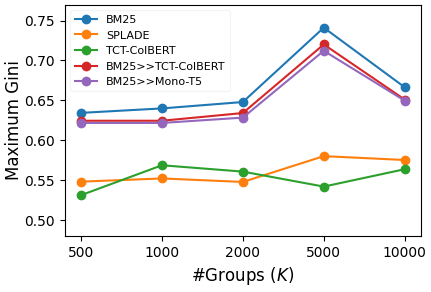 Maximum Gini
0.75
0.70
0.65
0.60
0.55
0.50
BM25
SPLADE
TCT-ColBERT
BM25>>TCT-ColBERT
BM25>>Mono-T5
500
1000
2000
5000
10000
#Groups (K)